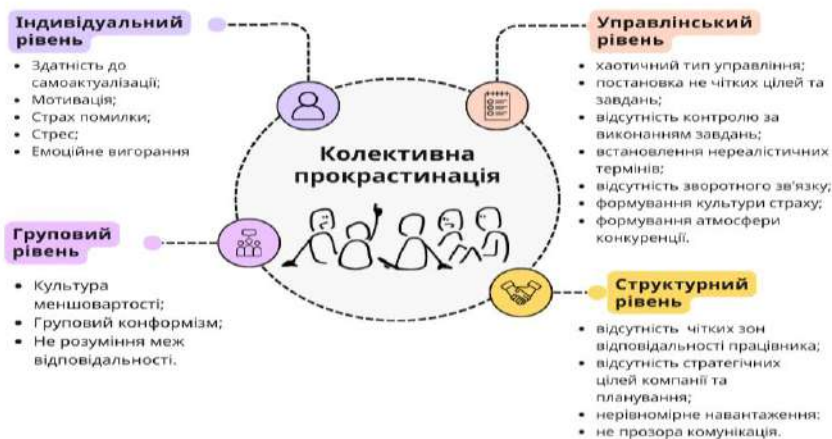 Індивідуальний
рівень
• Здатність до
самоактуалізації;
• Мотивація;
• Страх помилки;
• Стрес;
• Емоційне вигорання
Груповий
рівень
• Культура
меншовартості;
• Груповий конформізм;
• Не розуміння меж
відповідальності.
Колективна
прокрастинація
Управлінський
рівень
• хаотичний тип управління;
• постановка не чітких цілей та
завдань;
• відсутність контролю за
виконанням завдань;
• встановлення нереалістичних
термінів;
• відсутність зворотного зв'язку;
• формування культури страху;
• формування атмосфери
конкуренції.
Структурний
рівень
• відсутність чітких зон
відповідальності працівника;
• відсутність стратегічних
цілей компанії та
планування;
• нерівномірне навантаження:
• не прозора комунікація.